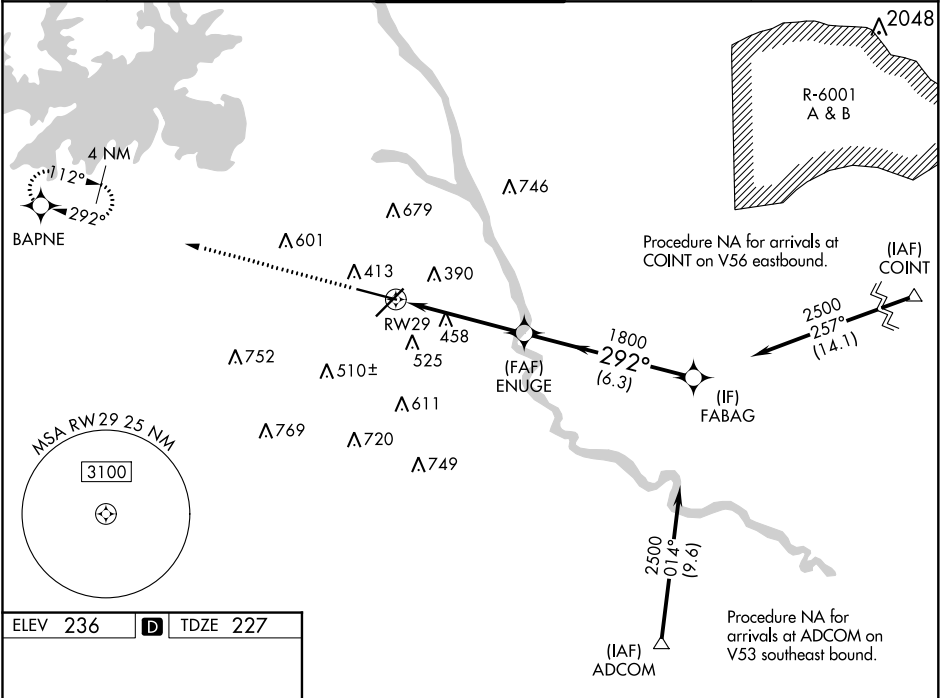 2048
R-6001
A & B
4 NM
112°
292°
BAPNE
746
679
601
Procedure NA for arrivals at
COINT on V56 eastbound.
(IAF)
COINT
413
390
2500
257°
(14.1)
RW29
458
525
1800
292°
(6.3)
(FAF)
ENUGE
(IF)
FABAG
752
510±
611
769
720
749
MSA RW29 25 NM
3100
2500
014°
(9.6)
(IAF)
ADCOM
Procedure NA for
arrivals at ADCOM on
V53 southeast bound.
ELEV 236 D TDZE 227